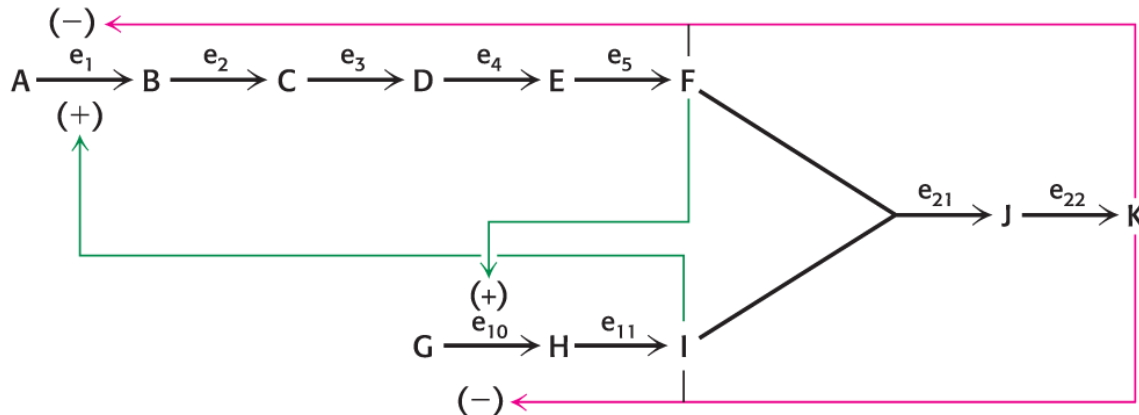 (−)
e₁ e₂ e₃ e₄ e₅
A B C D E F
(+)
e₂₁ e₂₂
J K
(+)
e₁₀ e₁₁
G H I
(−)